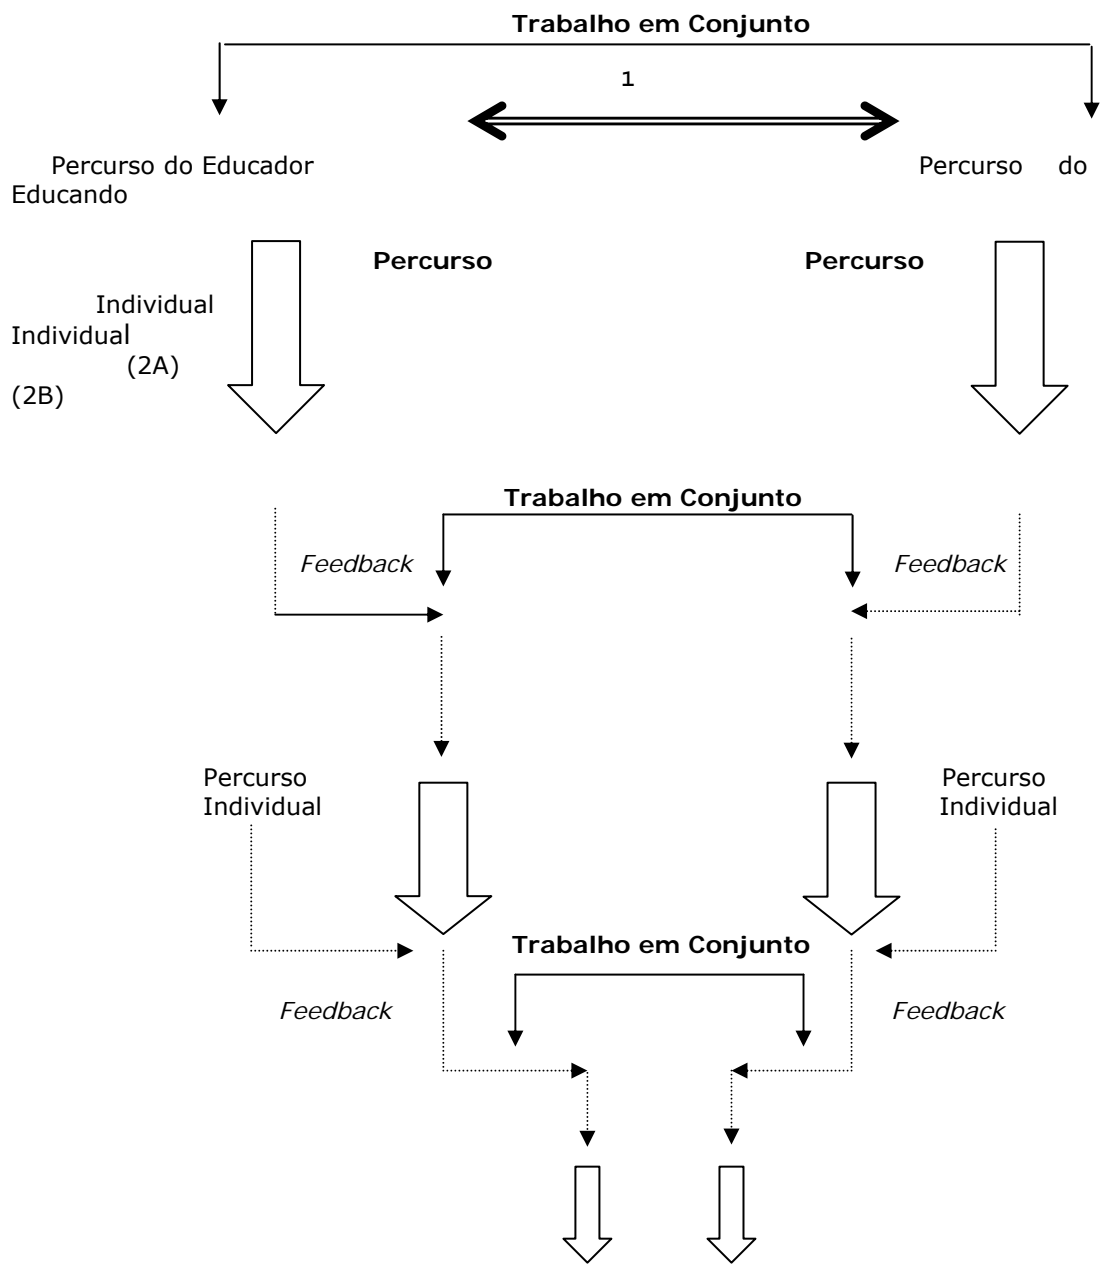 Trabalho em Conjunto
1
Percurso do Educador Percurso do
Educando
Percurso Percurso
Individual
Individual
(2A)
(2B)
Trabalho em Conjunto
Feedback Feedback
Percurso Percurso
Individual Individual
Trabalho em Conjunto
Feedback Feedback